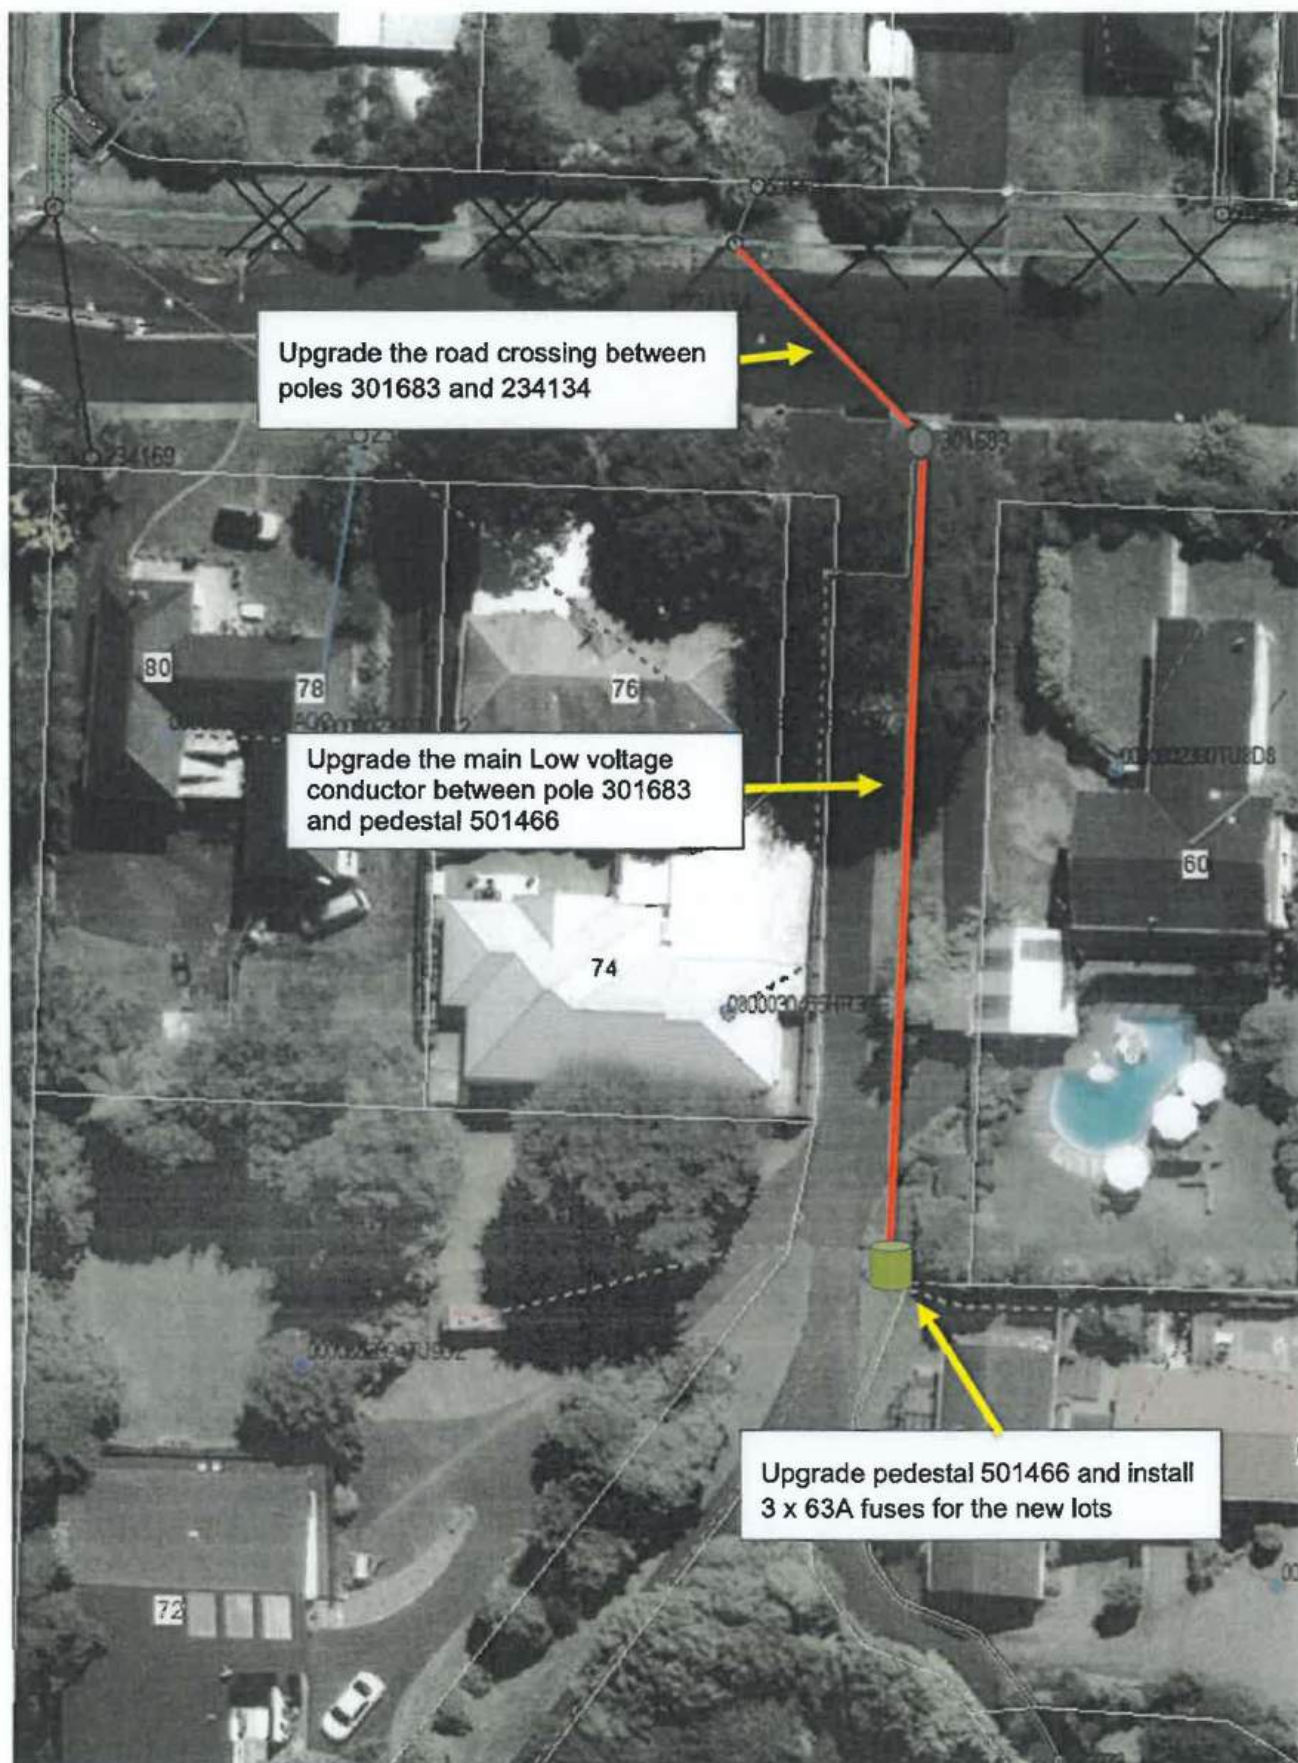 Upgrade the road crossing between
poles 301683 and 234134
301683
234169
80
78
76
Upgrade the main Low voltage
conductor between pole 301683
and pedestal 501466
60
74
Upgrade pedestal 501466 and install
3 x 63A fuses for the new lots
72